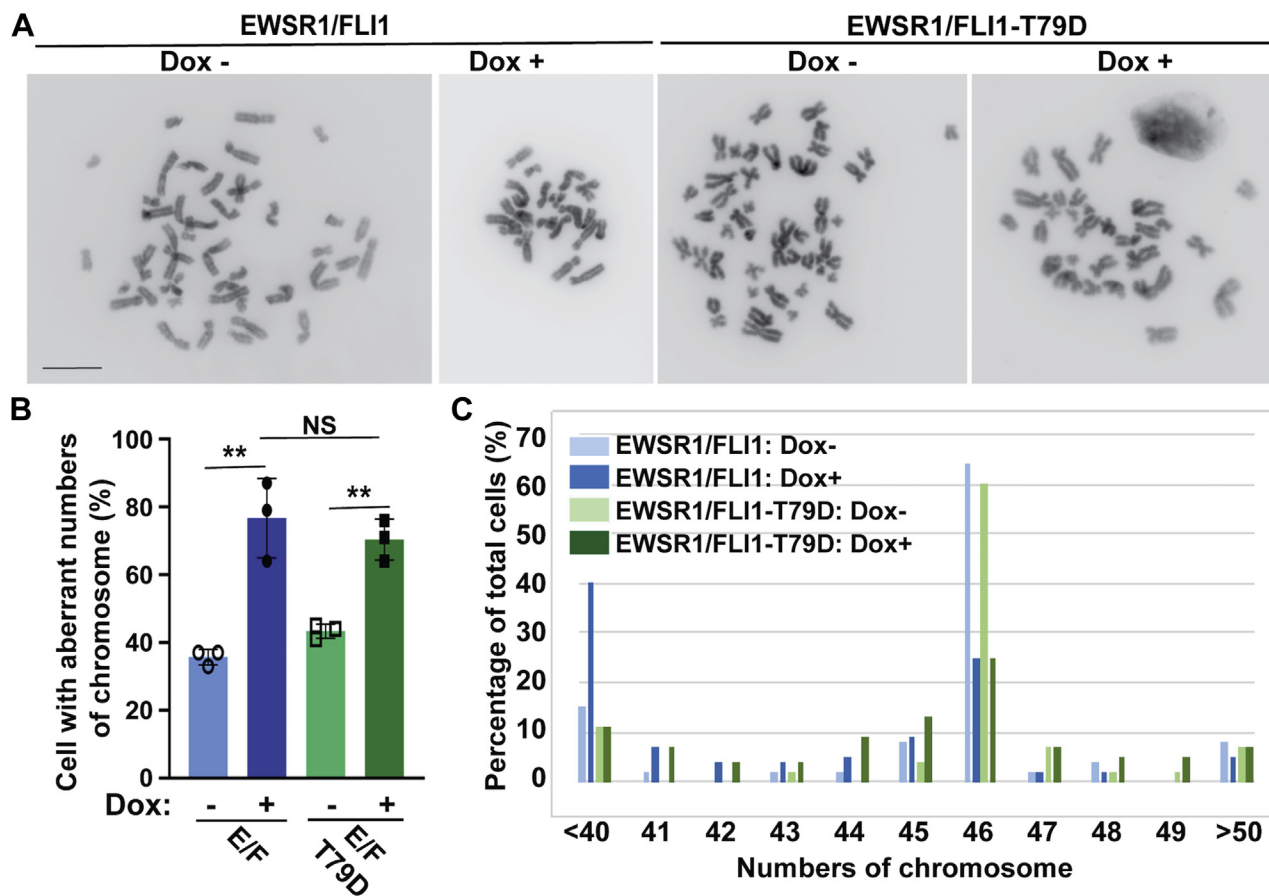 A
EWSR1/FLI1
EWSR1/FLI1-T79D
Dox -
Dox +
Dox -
Dox +
B
Cell with aberrant numbers
of chromosome (%)
100
80
60
40
20
0
**
NS
**
Dox:
- + - +
E/F
E/F
T79D
C
Percentage of total cells (%)
70
60
50
40
30
20
10
0
EWSR1/FLI1: Dox-
EWSR1/FLI1: Dox+
EWSR1/FLI1-T79D: Dox-
EWSR1/FLI1-T79D: Dox+
<40 41 42 43 44 45 46 47 48 49 >50
Numbers of chromosome